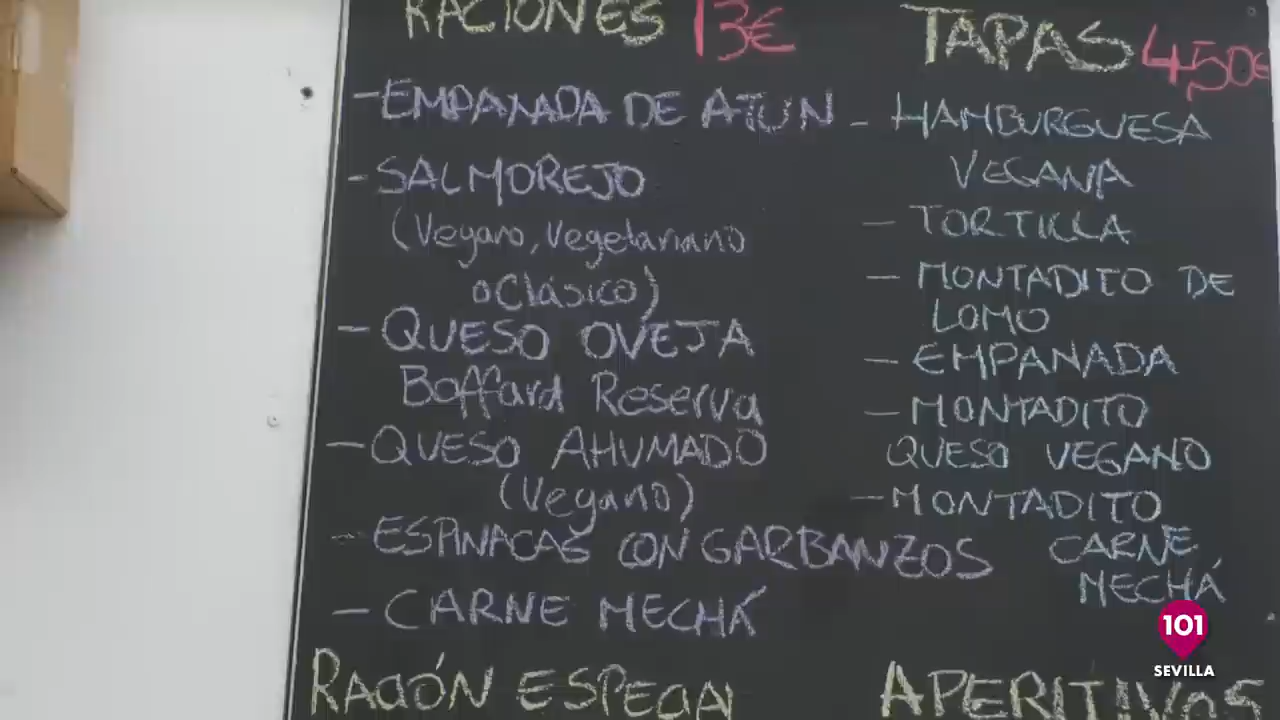 RACIONES 13€
- EMPANADA DE ATUN
- SALMOREJO
(Vegano, Vegetariano
o Clásico)
- QUESO OVEJA
Boffard Reserva
- QUESO AHUMADO
(Vegano)
- ESPINACAS CON GARBANZOS
- CARNE MECHÁ
RACIÓN ESPECIAL
TAPAS 4,50€
- HAMBURGUESA
VEGANA
- TORTILLA
- MONTADITO DE
LOMO
- EMPANADA
- MONTADITO
QUESO VEGANO
- MONTADITO
CARNE
MECHÁ
APERITIVOS
101
SEVILLA